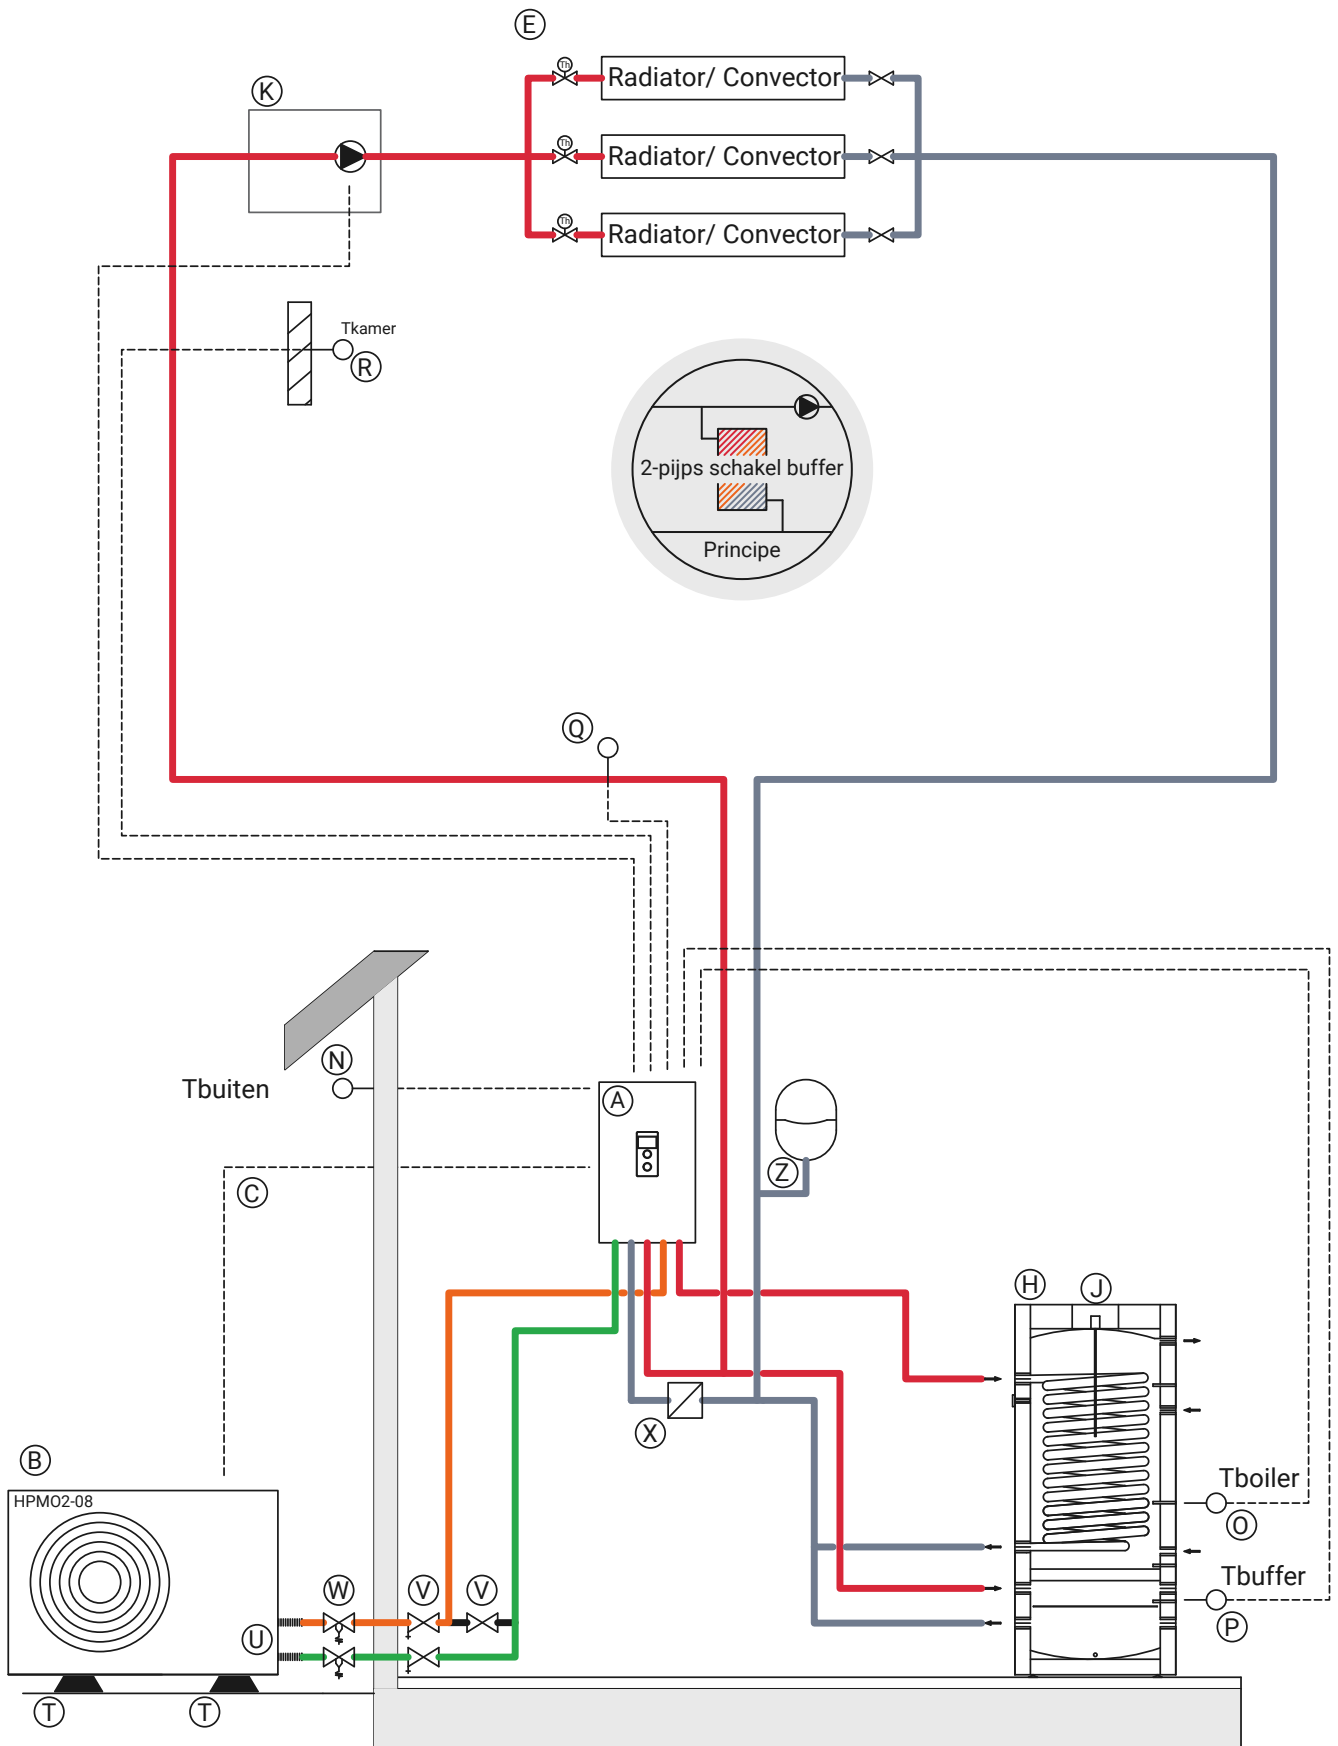 E
Th
Radiator/ Convector
K
Th
Radiator/ Convector
Th
Radiator/ Convector
Tkamer
R
2-pijps schakel buffer
Principe
Q
N
Tbuiten
A
Z
C
H
J
X
B
Tboiler
HPMO2-08
O
Tbuffer
W
V
V
P
U
T
T